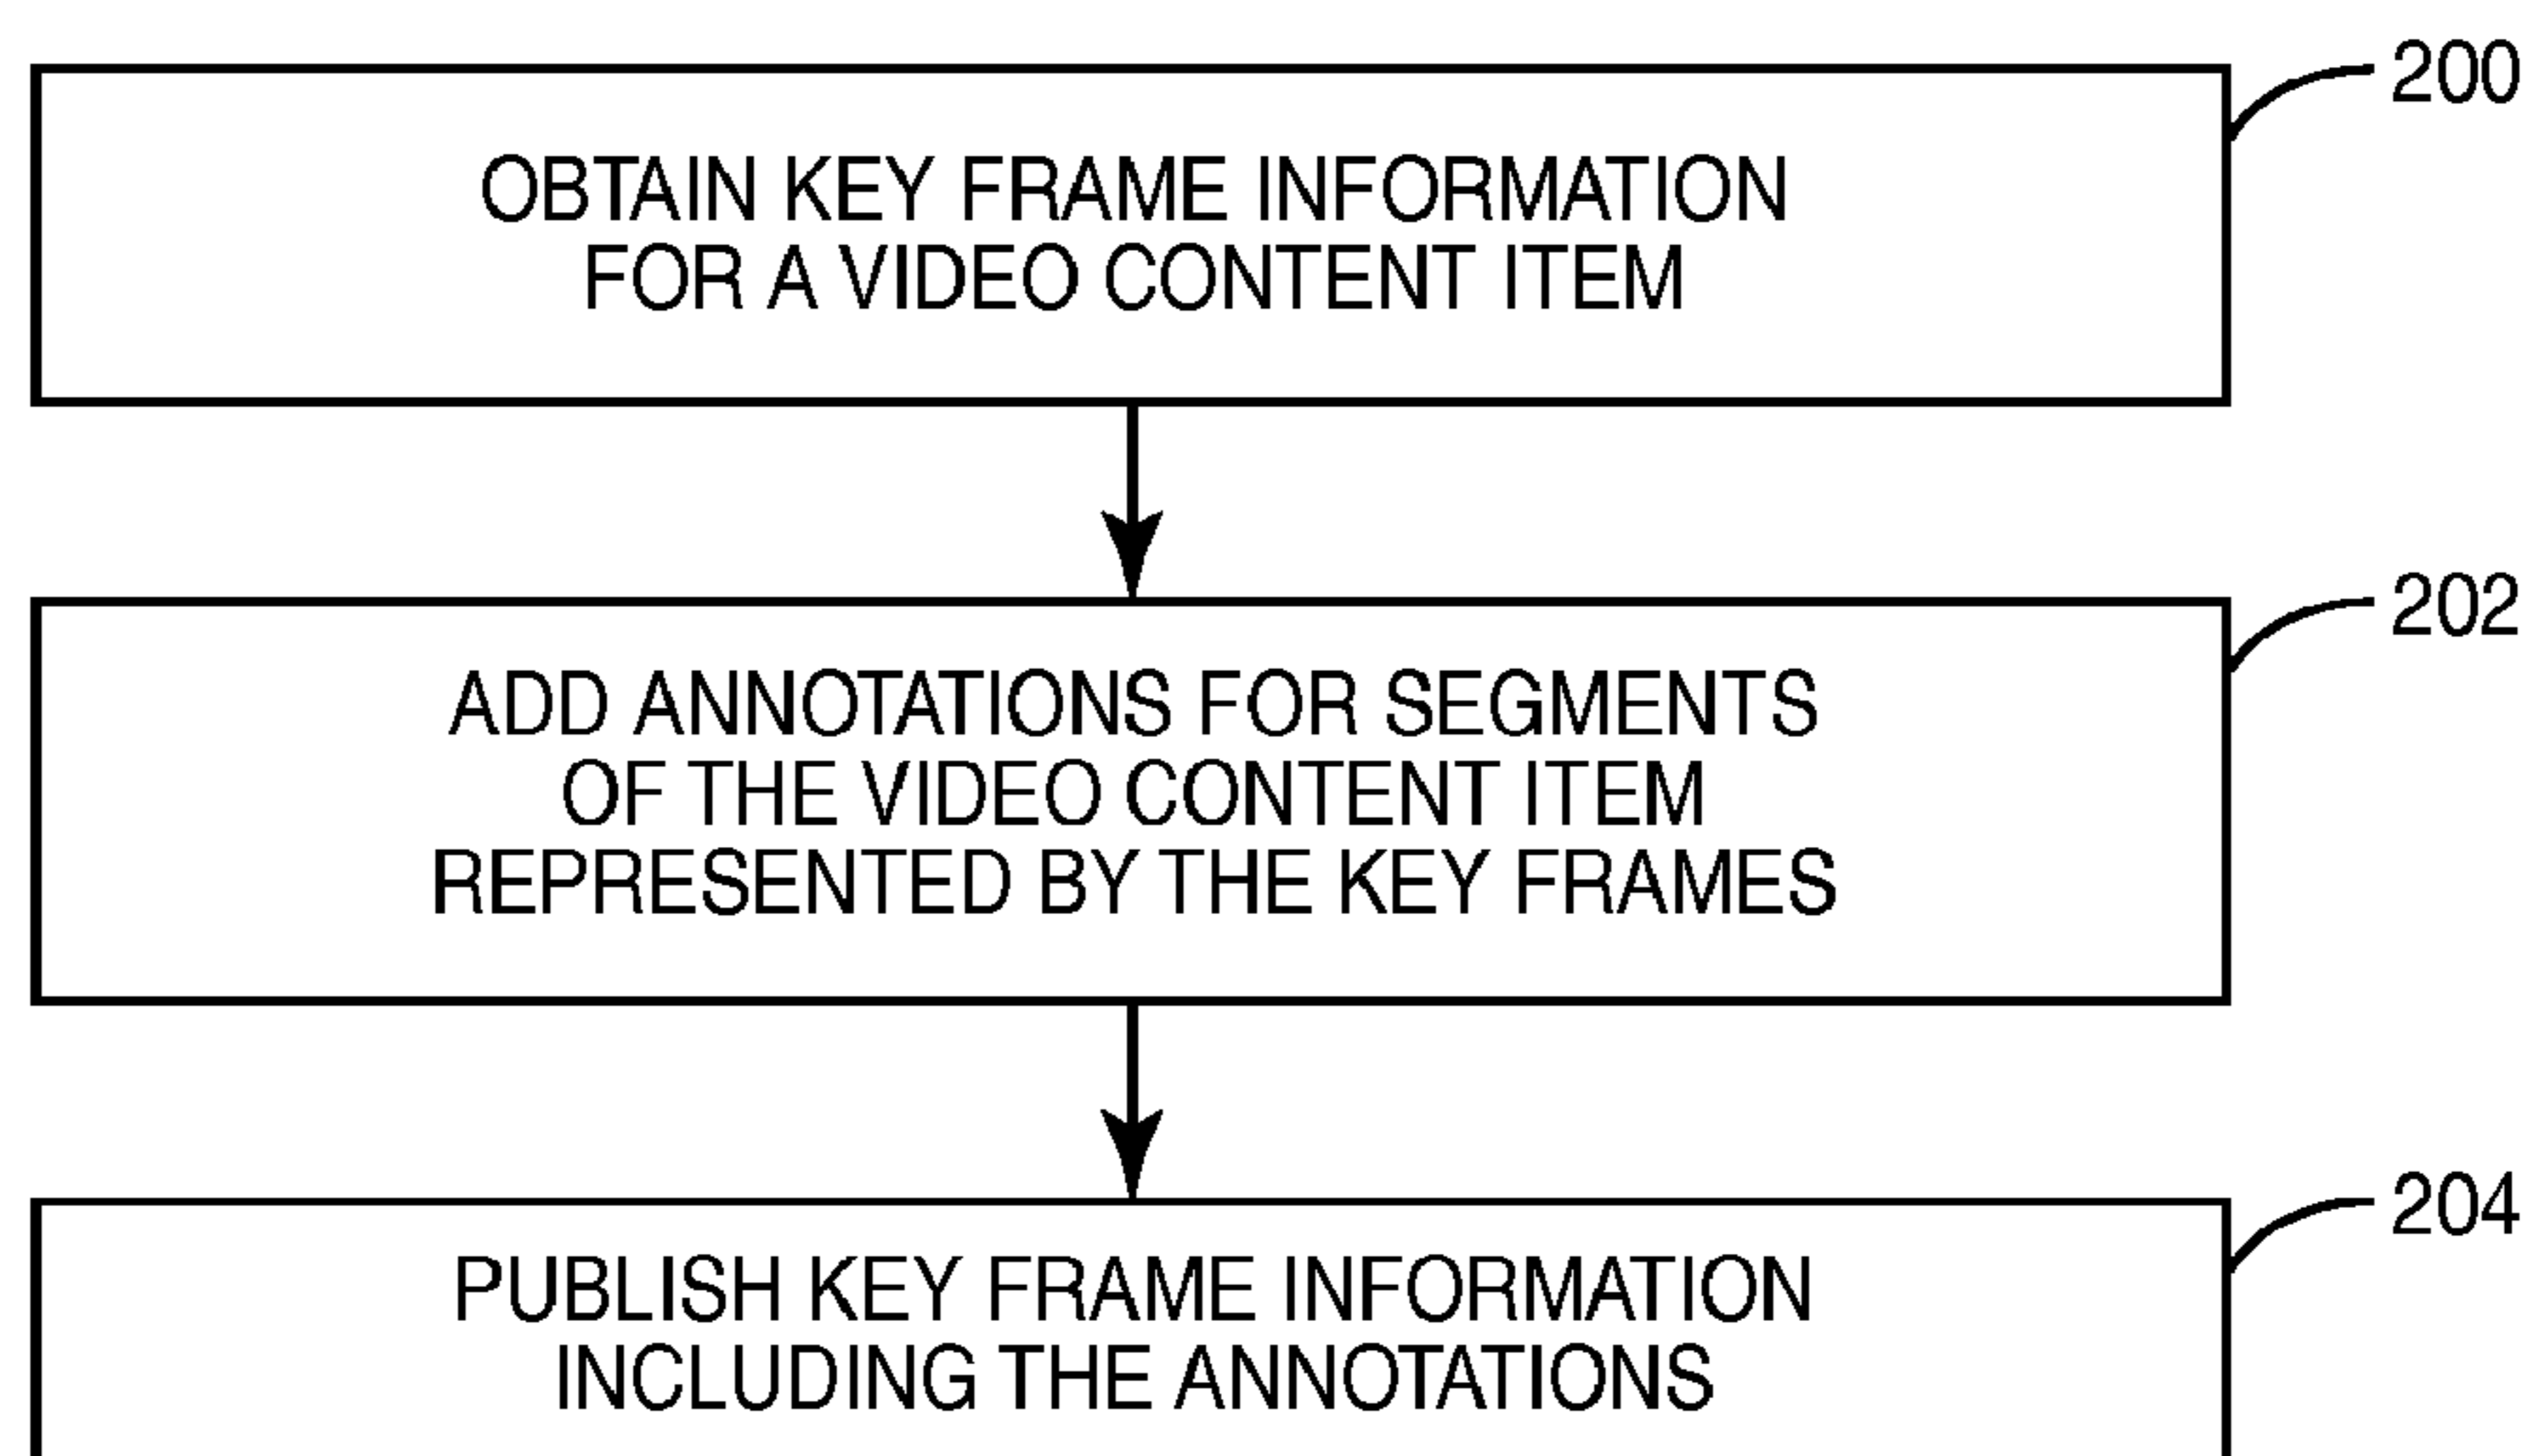 200
OBTAIN KEY FRAME INFORMATION
FOR A VIDEO CONTENT ITEM
202
ADD ANNOTATIONS FOR SEGMENTS
OF THE VIDEO CONTENT ITEM
REPRESENTED BY THE KEY FRAMES
204
PUBLISH KEY FRAME INFORMATION
INCLUDING THE ANNOTATIONS